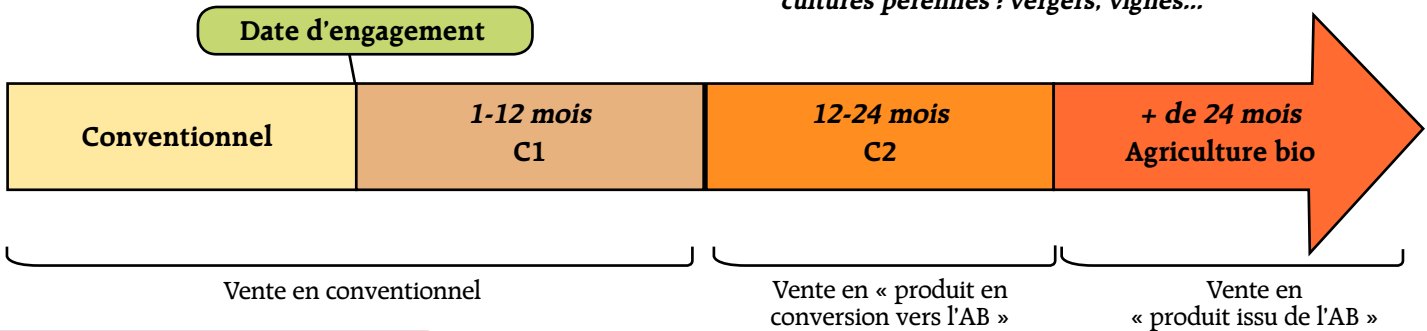 cultures pérennes : vergers, vignes...
Date d'engagement
Conventionnel
1-12 mois
C1
12-24 mois
C2
+ de 24 mois
Agriculture bio
Vente en conventionnel
Vente en « produit en
conversion vers l'AB »
Vente en
« produit issu de l'AB »